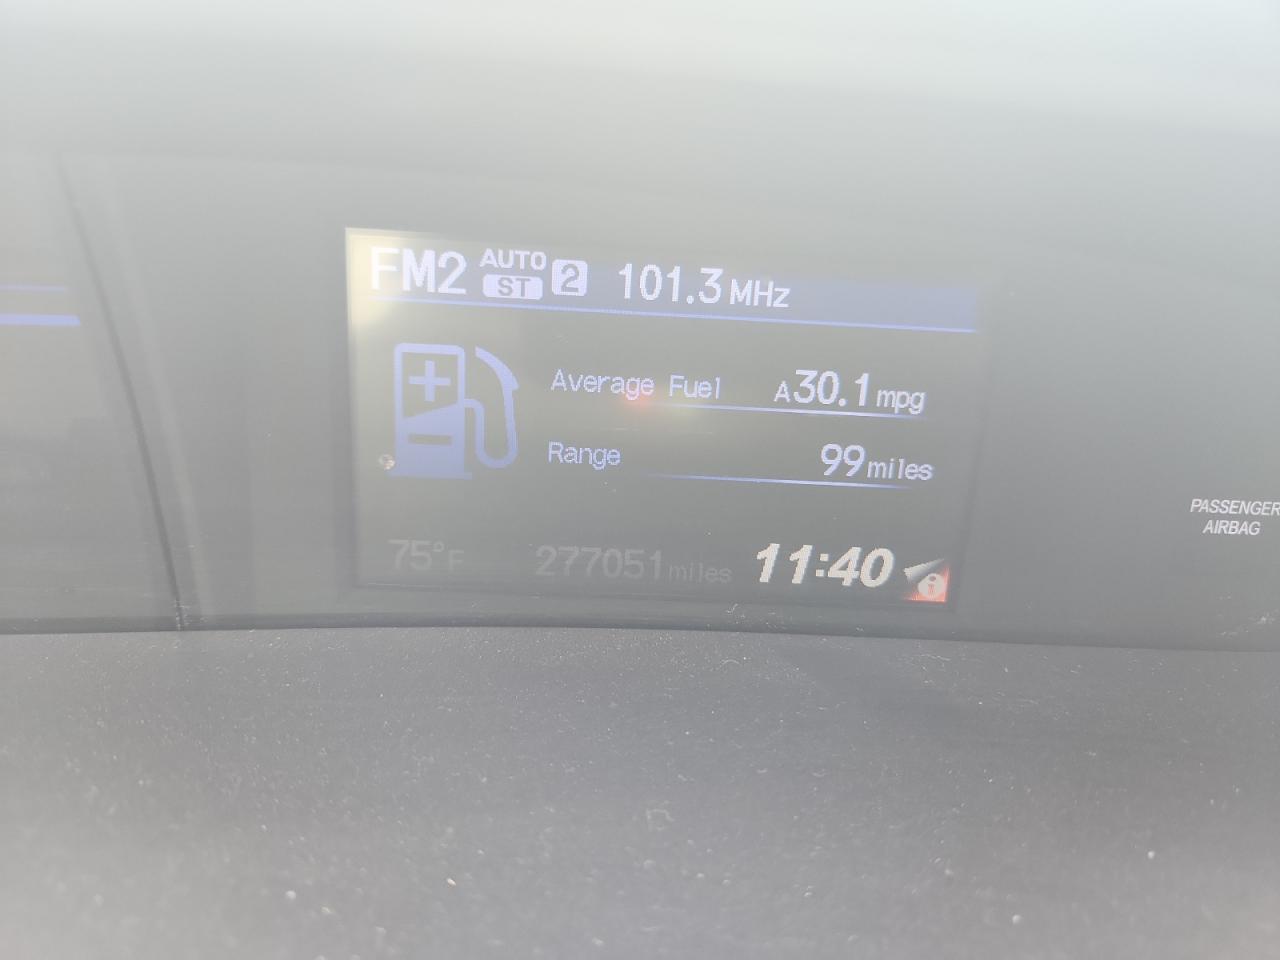 FM2 AUTO ST 2 101.3 MHz
Average Fuel A30.1 mpg
Range 99 miles
75°F 277051 miles 11:40 i
PASSENGER
AIRBAG